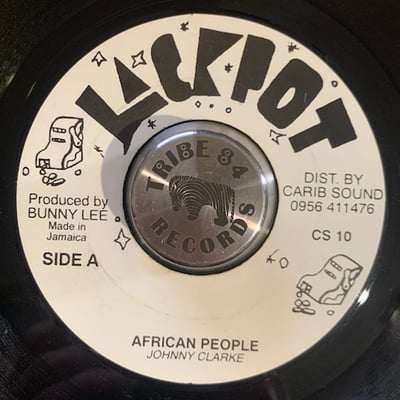 JACKPOT
TRIBE 84
RECORDS
Produced by
BUNNY LEE
Made in
Jamaica
SIDE A
DIST. BY
CARIB SOUND
0956 411476
CS 10
AFRICAN PEOPLE
JOHNNY CLARKE